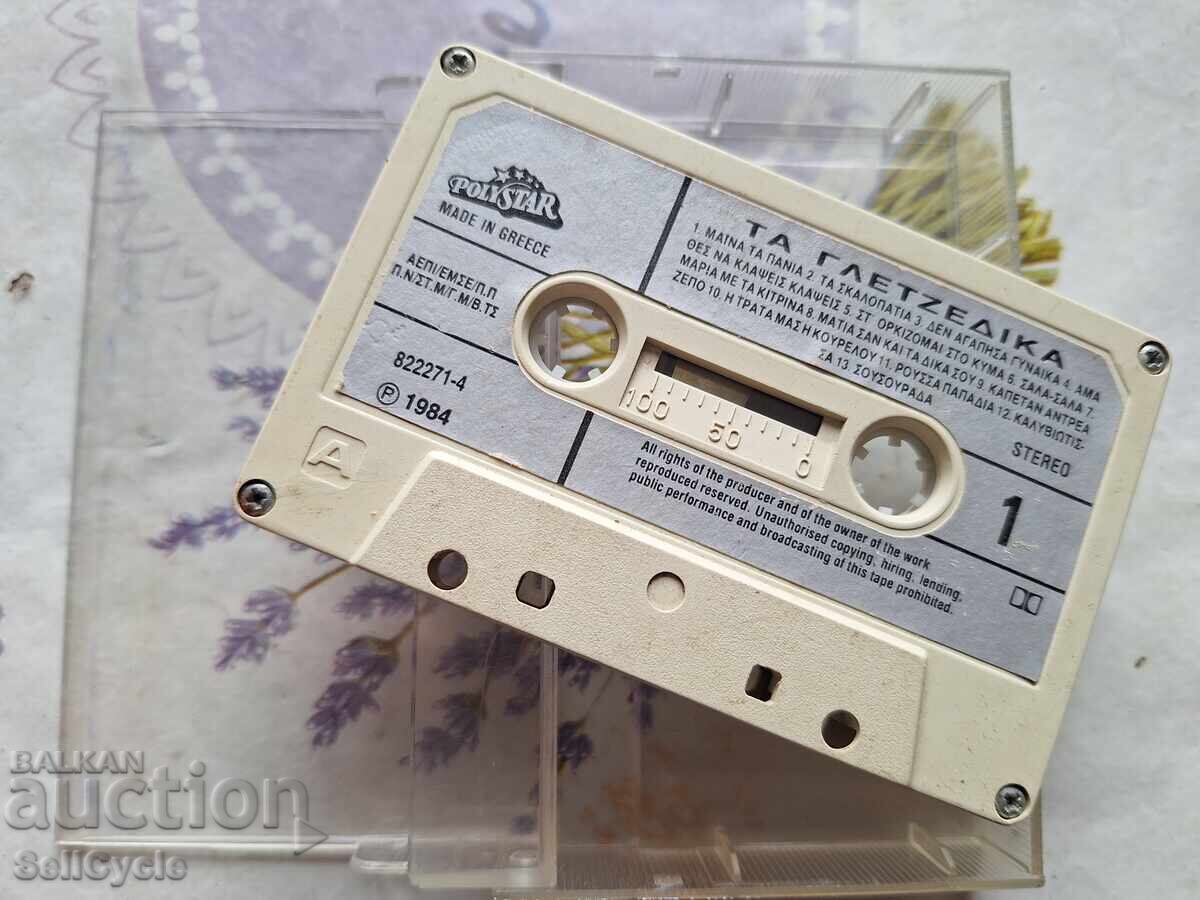 POLYSTAR
MADE IN GREECE
ΑΕΠΙ/ΕΜΣΕ/Π.Π
Π.Ν/ΣΤ.Μ/Γ.Μ/Β.ΤΣ
822271-4
Ⓟ 1984
A
ΤΑ ΓΛΕΤΖΕΔΙΚΑ
1. ΜΑΪΝΑ ΤΑ ΠΑΝΙΑ 2. ΤΑ ΣΚΑΛΟΠΑΤΙΑ 3. ΔΕΝ ΑΓΑΠΗΣΑ ΓΥΝΑΙΚΑ 4. ΑΜΑ
ΘΕΣ ΝΑ ΚΛΑΨΕΙΣ ΚΛΑΨΕΙΣ 5. ΣΤ' ΟΡΚΙΖΟΜΑΙ ΣΤΟ ΚΥΜΑ 6. ΣΑΛΑ-ΣΑΛΑ 7.
ΜΑΡΙΑ ΜΕ ΤΑ ΚΙΤΡΙΝΑ 8. ΜΑΤΙΑ ΣΑΝ ΚΑΙ ΤΑ ΔΙΚΑ ΣΟΥ 9. ΚΑΠΕΤΑΝ ΑΝΤΡΕΑ
ΖΕΠΟ 10. Η ΤΡΑΤΑ ΜΑΣ Η ΚΟΥΡΕΛΟΥ 11. ΡΟΥΣΣΑ ΠΑΠΑΔΙΑ 12. ΚΑΛΥΒΙΩΤΙΣ-
ΣΑ 13. ΣΟΥΣΟΥΡΑΔΑ
STEREO
100 50 0
1
All rights of the producer and of the owner of the work
reproduced reserved. Unauthorised copying, hiring, lending,
public performance and broadcasting of this tape prohibited.
BALKAN
auction
SellCycle